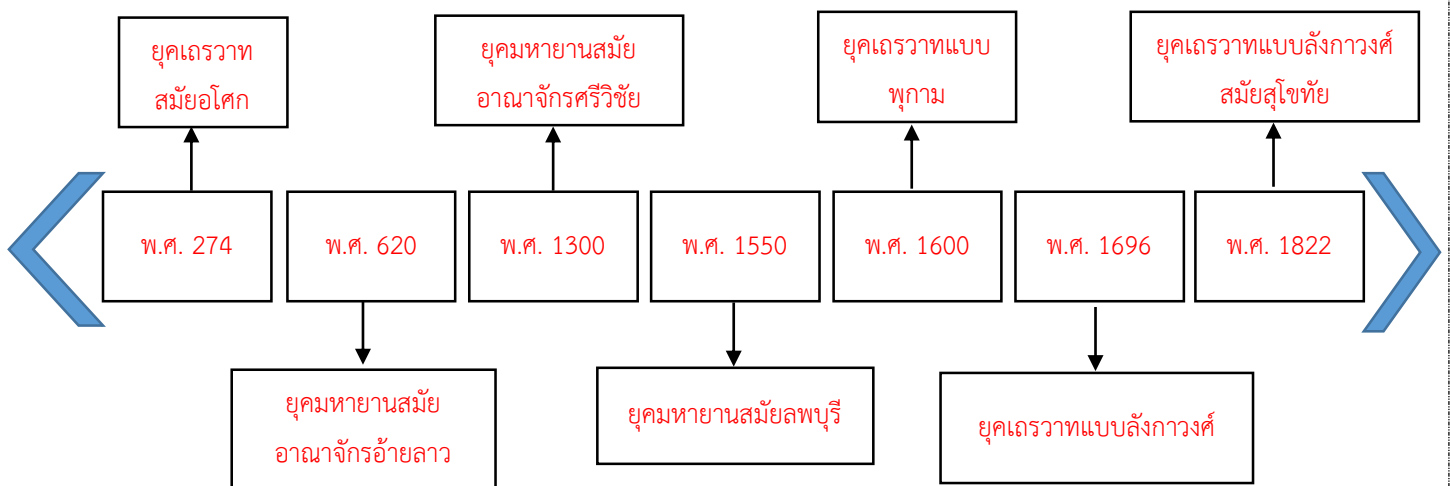 ยุคเถรวาท
สมัยอโศก
ยุคมหายานสมัย
อาณาจักรศรีวิชัย
ยุคเถรวาทแบบ
พุกาม
ยุคเถรวาทแบบลังกาวงศ์
สมัยสุโขทัย
พ.ศ. 274
พ.ศ. 620
พ.ศ. 1300
พ.ศ. 1550
พ.ศ. 1600
พ.ศ. 1696
พ.ศ. 1822
ยุคมหายานสมัย
อาณาจักรอ้ายลาว
ยุคมหายานสมัยลพบุรี
ยุคเถรวาทแบบลังกาวงศ์